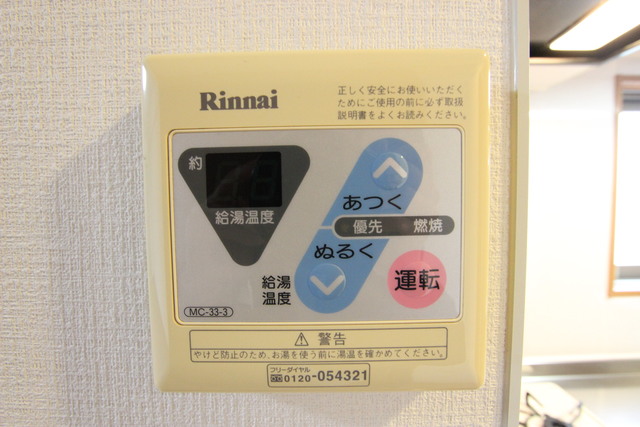 Rinnai
正しく安全にお使いいただく
ためにご使用の前に必ず取扱
説明書をよくお読みください。
約
給湯温度
あつく
優先 燃焼
ぬるく
給湯
温度
運転
MC-33-3
⚠ 警告
やけど防止のため、お湯を使う前に湯温を確かめてください。
フリーダイヤル
0120-054321